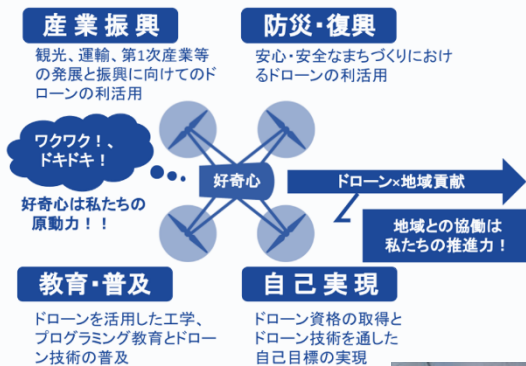 産業振興
観光、運輸、第1次産業等
の発展と振興に向けてのド
ローンの利活用
防災・復興
安心・安全なまちづくりにおけ
るドローンの利活用
ワクワク！、
ドキドキ！
好奇心は私たちの
原動力！！
好奇心
ドローン×地域貢献
地域との協働は
私たちの推進力！
教育・普及
ドローンを活用した工学、
プログラミング教育とドロー
ン技術の普及
自己実現
ドローン資格の取得と
ドローン技術を通した
自己目標の実現